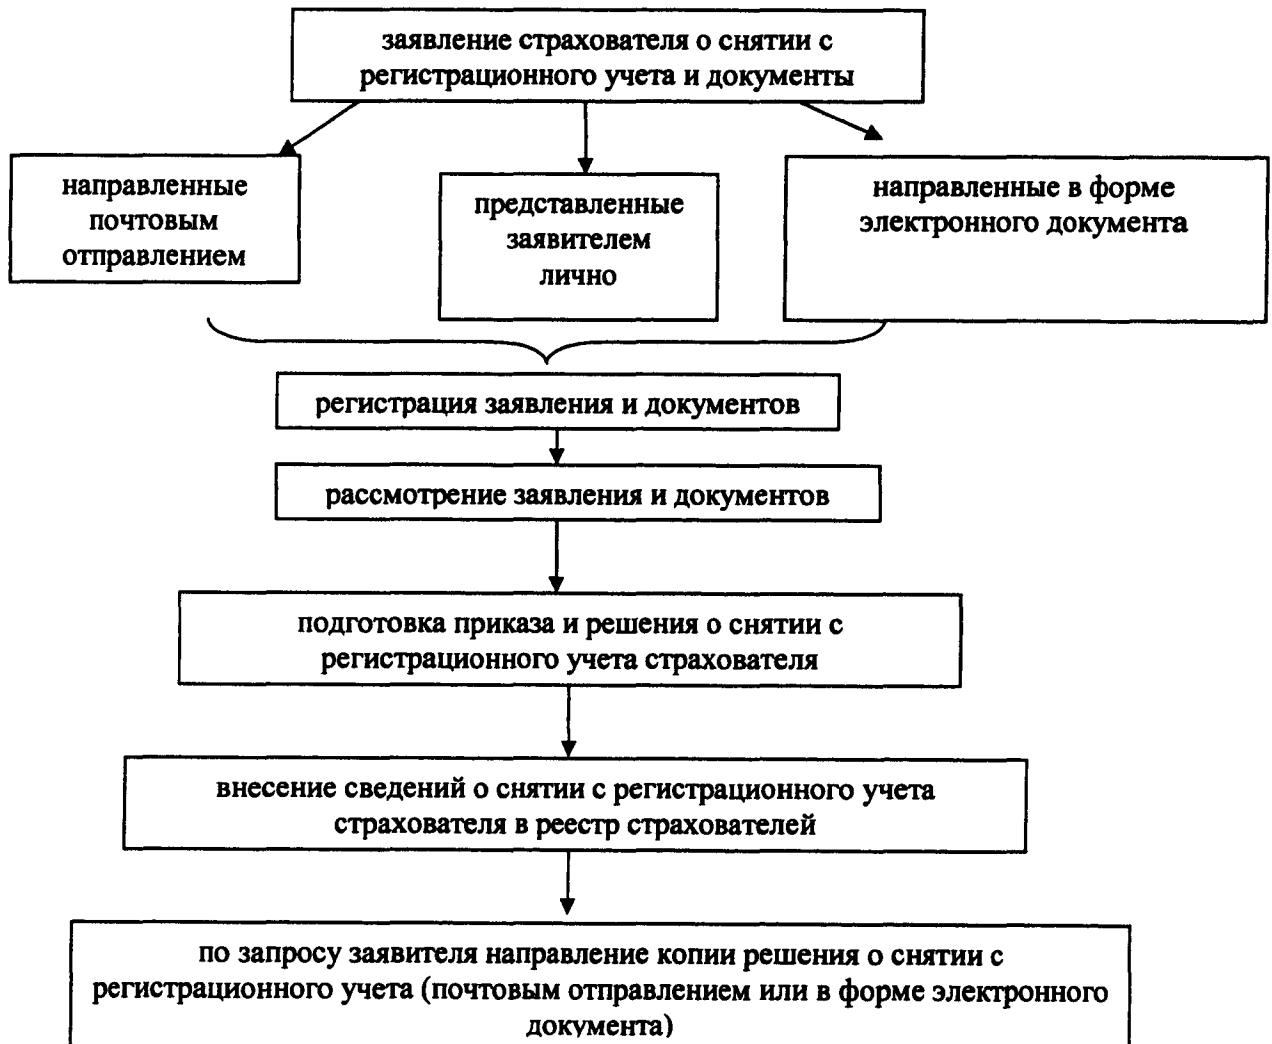 заявление страхователя о снятии с
регистрационного учета и документы
направленные
почтовым
отправлением
представленные
заявителем
лично
направленные в форме
электронного документа
регистрация заявления и документов
рассмотрение заявления и документов
подготовка приказа и решения о снятии с
регистрационного учета страхователя
внесение сведений о снятии с регистрационного учета
страхователя в реестр страхователей
по запросу заявителя направление копии решения о снятии с
регистрационного учета (почтовым отправлением или в форме электронного
документа)